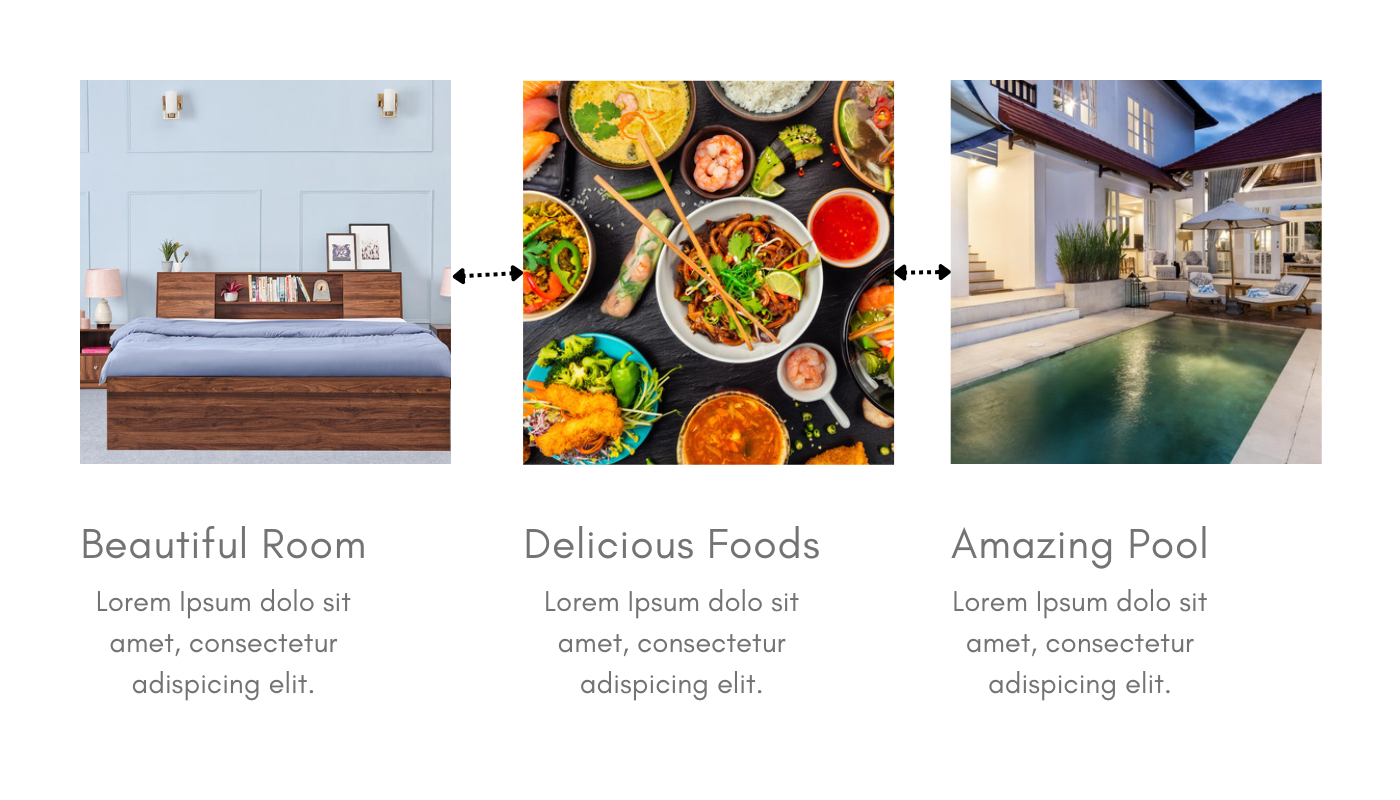 Beautiful Room
Lorem Ipsum dolo sit
amet, consectetur
adispicing elit.
Delicious Foods
Lorem Ipsum dolo sit
amet, consectetur
adispicing elit.
Amazing Pool
Lorem Ipsum dolo sit
amet, consectetur
adispicing elit.